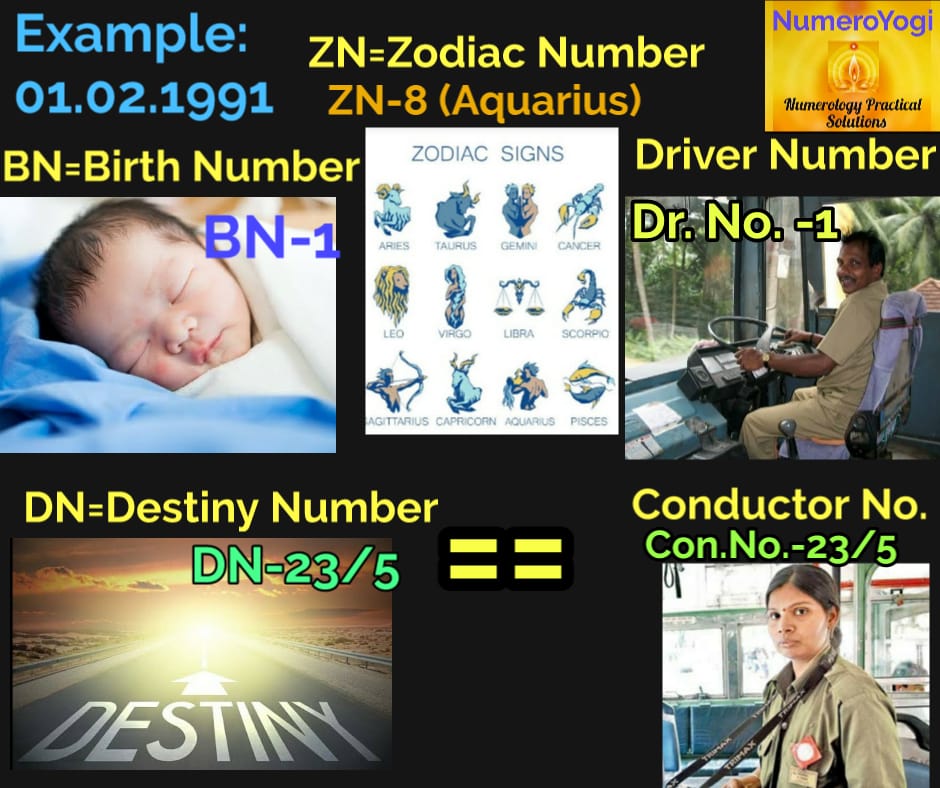 Example:
01.02.1991
ZN=Zodiac Number
ZN-8 (Aquarius)
NumeroYogi
Numerology Practical
Solutions
BN=Birth Number
BN-1
ZODIAC SIGNS
ARIES TAURUS GEMINI CANCER
LEO VIRGO LIBRA SCORPIO
SAGITTARIUS CAPRICORN AQUARIUS PISCES
Driver Number
Dr. No. -1
DN=Destiny Number
DN-23/5
DESTINY
==
Conductor No.
Con.No.-23/5
TRIMAX
TRIMAX